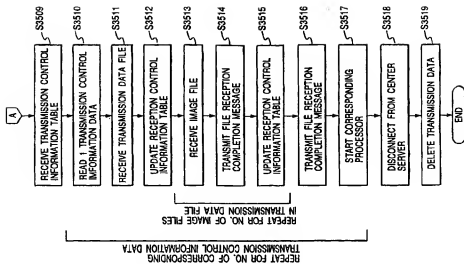 A
S3509
RECEIVE TRANSMISSION CONTROL
INFORMATION TABLE
S3510
READ 1 TRANSMISSION CONTROL
INFORMATION DATA
S3511
RECEIVE TRANSMISSION DATA FILE
S3512
UPDATE RECEPTION CONTROL
INFORMATION TABLE
S3513
RECEIVE IMAGE FILE
S3514
TRANSMIT FILE RECEPTION
COMPLETION MESSAGE
S3515
UPDATE RECEPTION CONTROL
INFORMATION TABLE
S3516
TRANSMIT FILE RECEPTION
COMPLETION MESSAGE
S3517
START CORRESPONDING
PROCESSOR
S3518
DISCONNECT FROM CENTER
SERVER
S3519
DELETE TRANSMISSION DATA
END
REPEAT FOR NO. OF IMAGE FILES
IN TRANSMISSION DATA FILE
REPEAT FOR NO. OF CORRESPONDING
TRANSMISSION CONTROL INFORMATION DATA